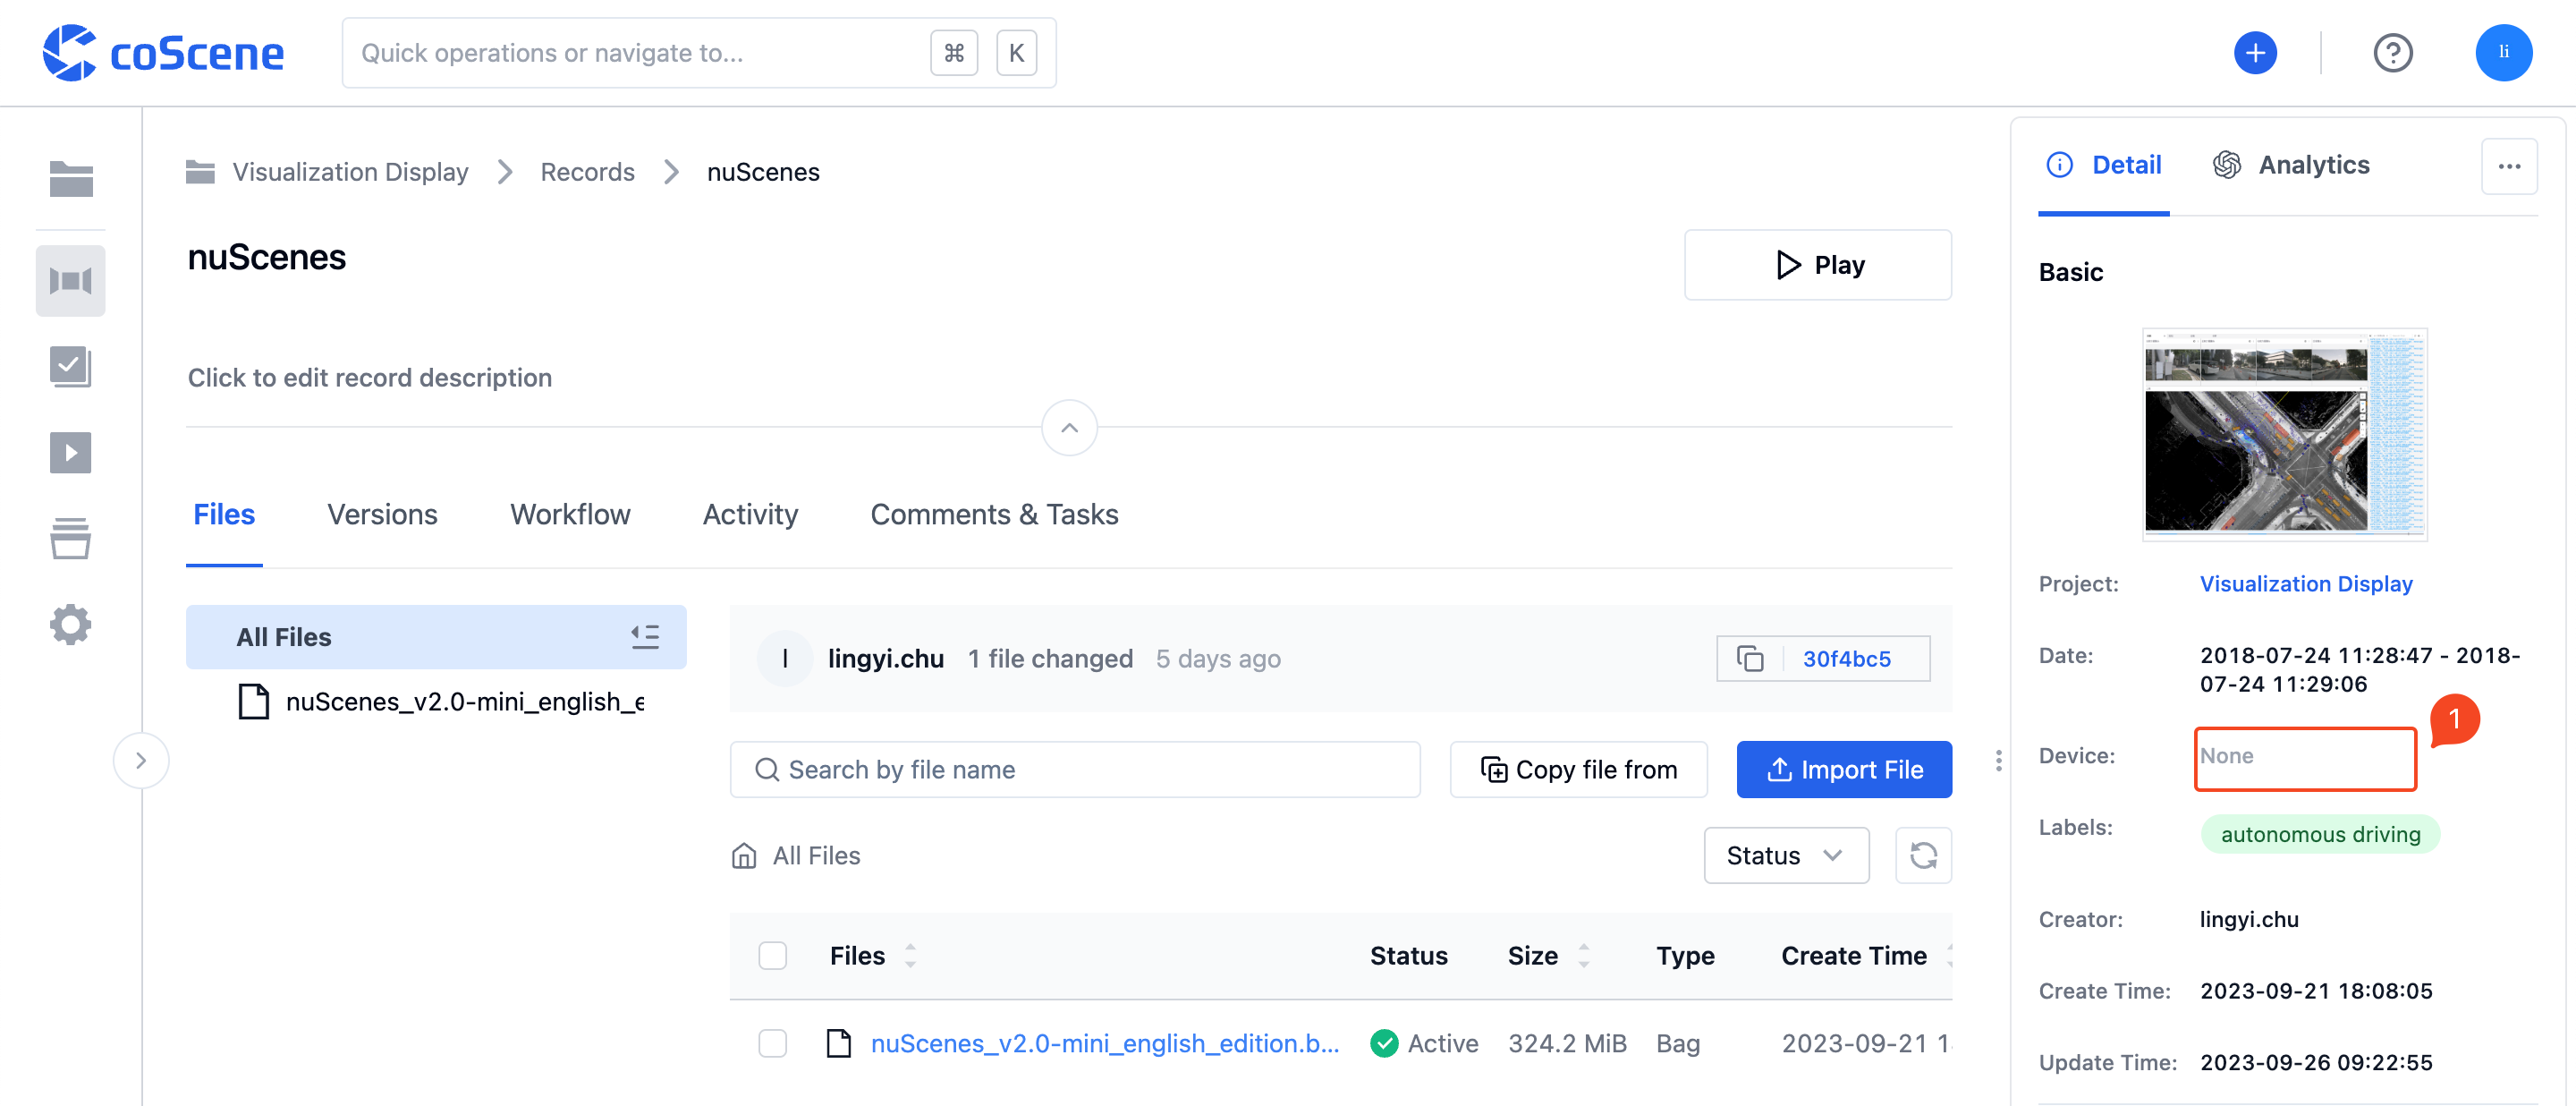 coScene
Quick operations or navigate to...
⌘ K
li
Visualization Display > Records > nuScenes
nuScenes
Play
Click to edit record description
Files Versions Workflow Activity Comments & Tasks
All Files
nuScenes_v2.0-mini_english_e
l lingyi.chu 1 file changed 5 days ago
30f4bc5
Search by file name
Copy file from
Import File
All Files
Status
Files Status Size Type Create Time
nuScenes_v2.0-mini_english_edition.b... Active 324.2 MiB Bag 2023-09-21 1
Detail Analytics
Basic
Project: Visualization Display
Date: 2018-07-24 11:28:47 - 2018-
07-24 11:29:06
1
Device: None
Labels: autonomous driving
Creator: lingyi.chu
Create Time: 2023-09-21 18:08:05
Update Time: 2023-09-26 09:22:55